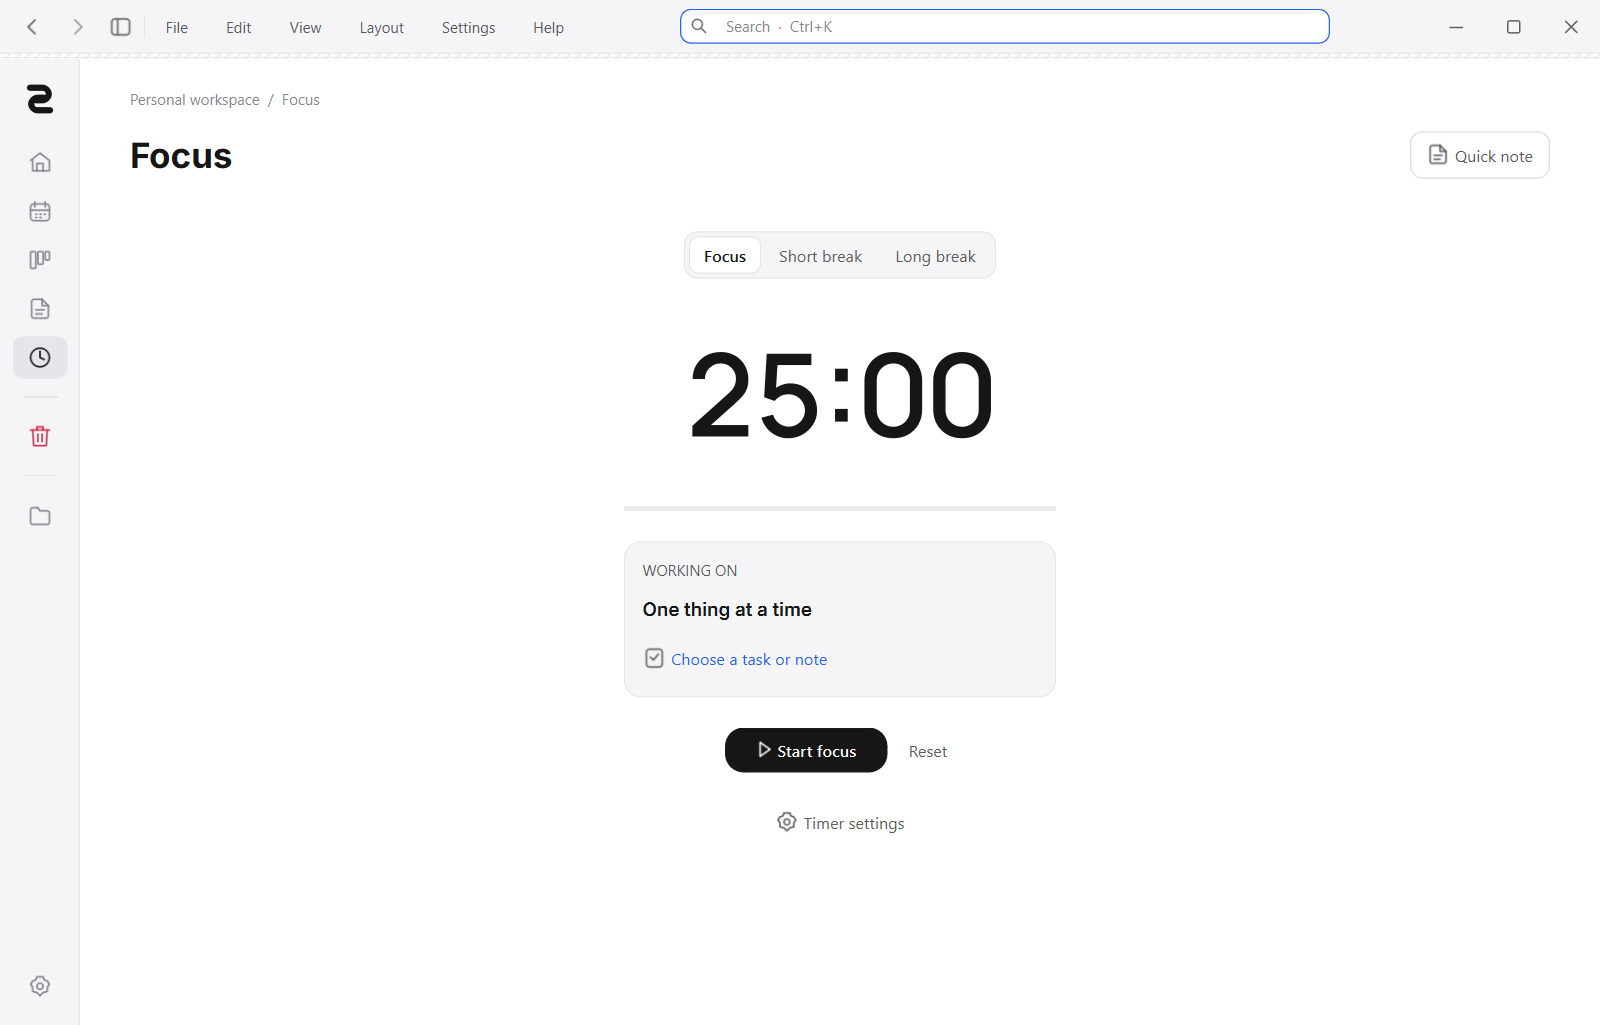 File Edit View Layout Settings Help Search · Ctrl+K
Personal workspace / Focus
Focus
Quick note
Focus Short break Long break
25:00
WORKING ON
One thing at a time
Choose a task or note
Start focus Reset
Timer settings